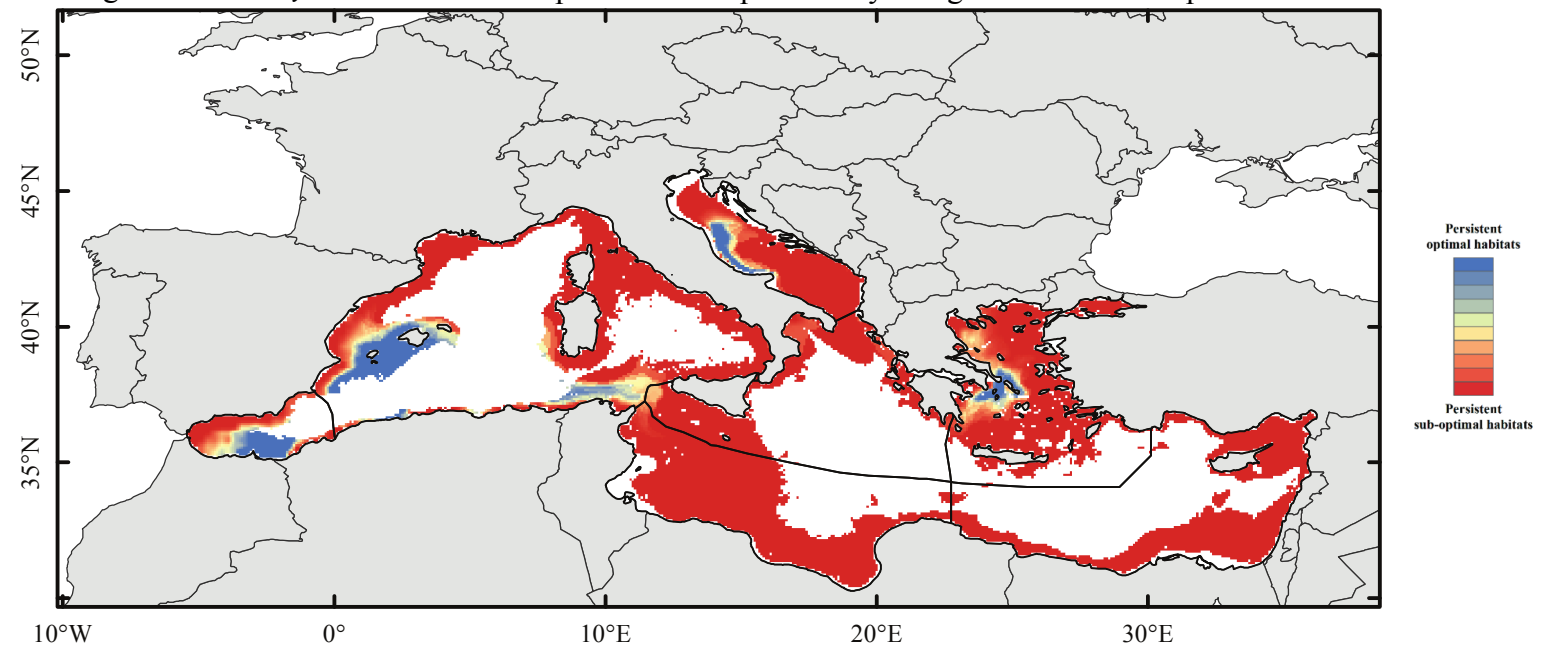 50°N
45°N
40°N
35°N
10°W
0°
10°E
20°E
30°E
Persistent
optimal habitats
Persistent
sub-optimal habitats